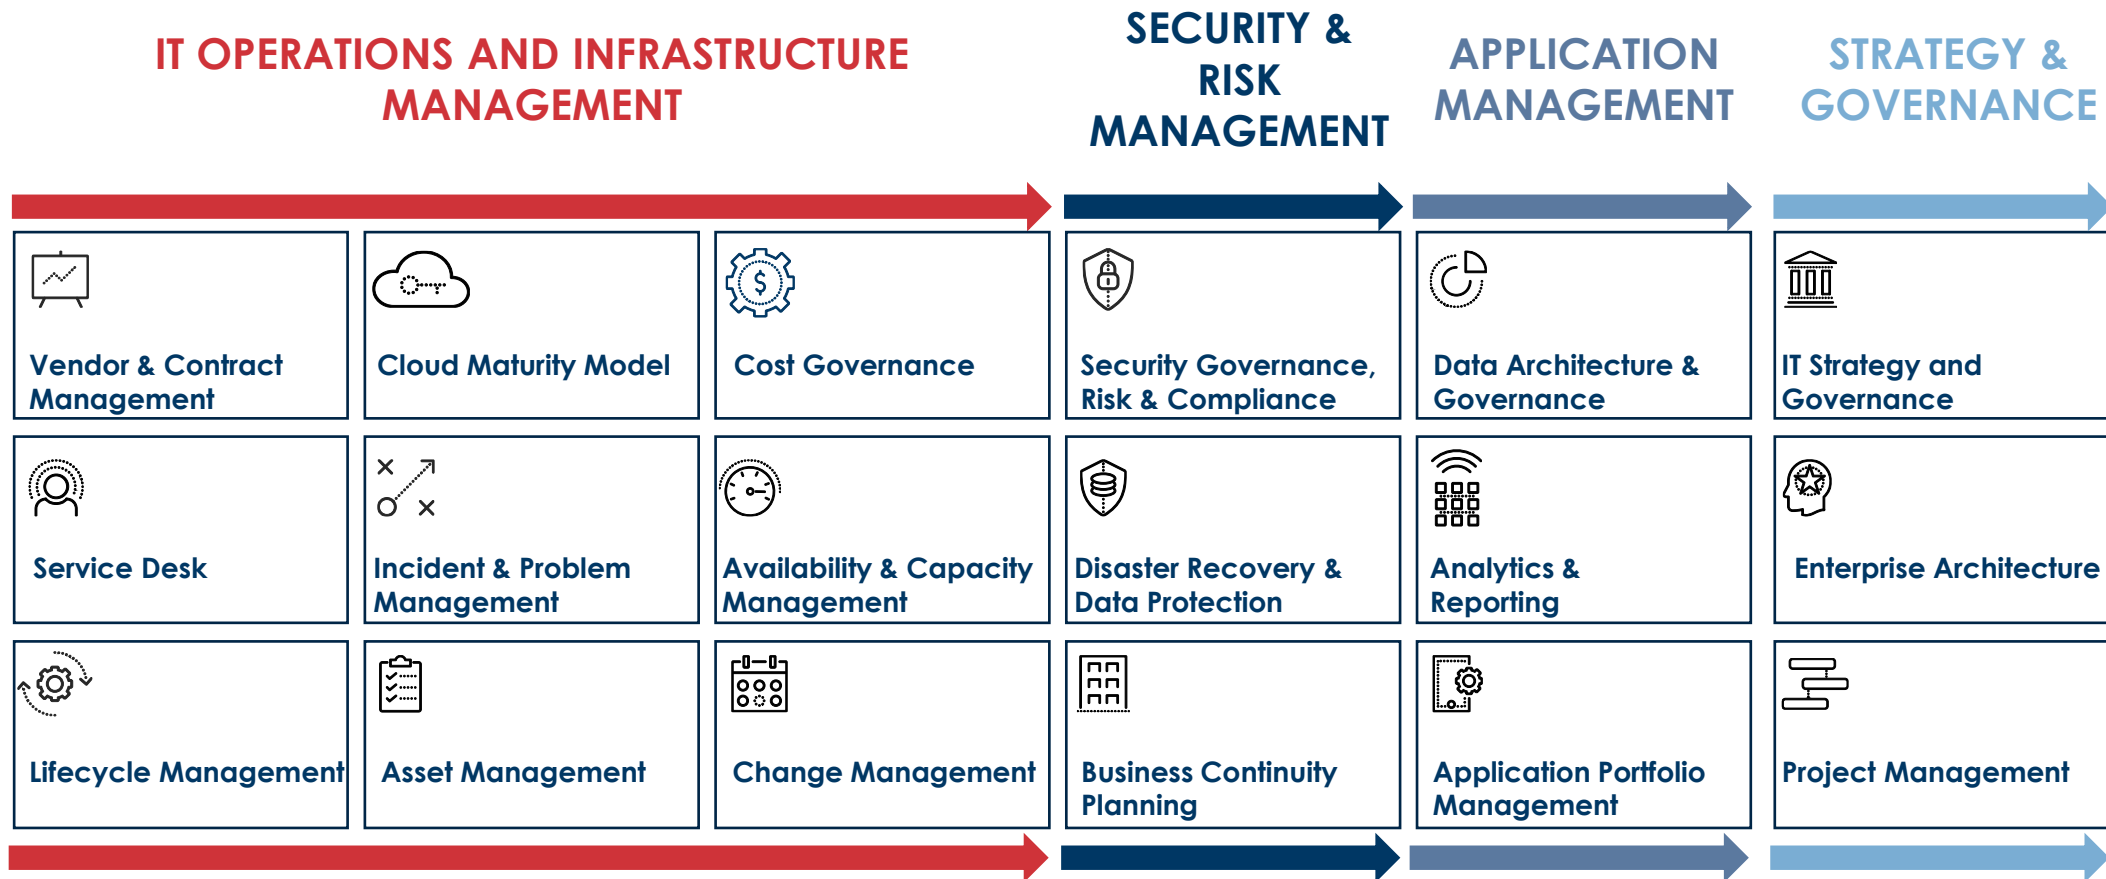 IT OPERATIONS AND INFRASTRUCTURE
MANAGEMENT
SECURITY &
RISK
MANAGEMENT
APPLICATION
MANAGEMENT
STRATEGY &
GOVERNANCE
Vendor & Contract
Management
Cloud Maturity Model
Cost Governance
Security Governance,
Risk & Compliance
Data Architecture &
Governance
IT Strategy and
Governance
Service Desk
Incident & Problem
Management
Availability & Capacity
Management
Disaster Recovery &
Data Protection
Analytics &
Reporting
Enterprise Architecture
Lifecycle Management
Asset Management
Change Management
Business Continuity
Planning
Application Portfolio
Management
Project Management